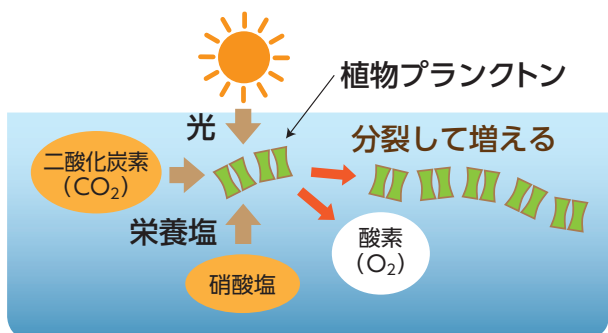 植物プランクトン
光
分裂して増える
二酸化炭素
(CO₂)
栄養塩
酸素
(O₂)
硝酸塩